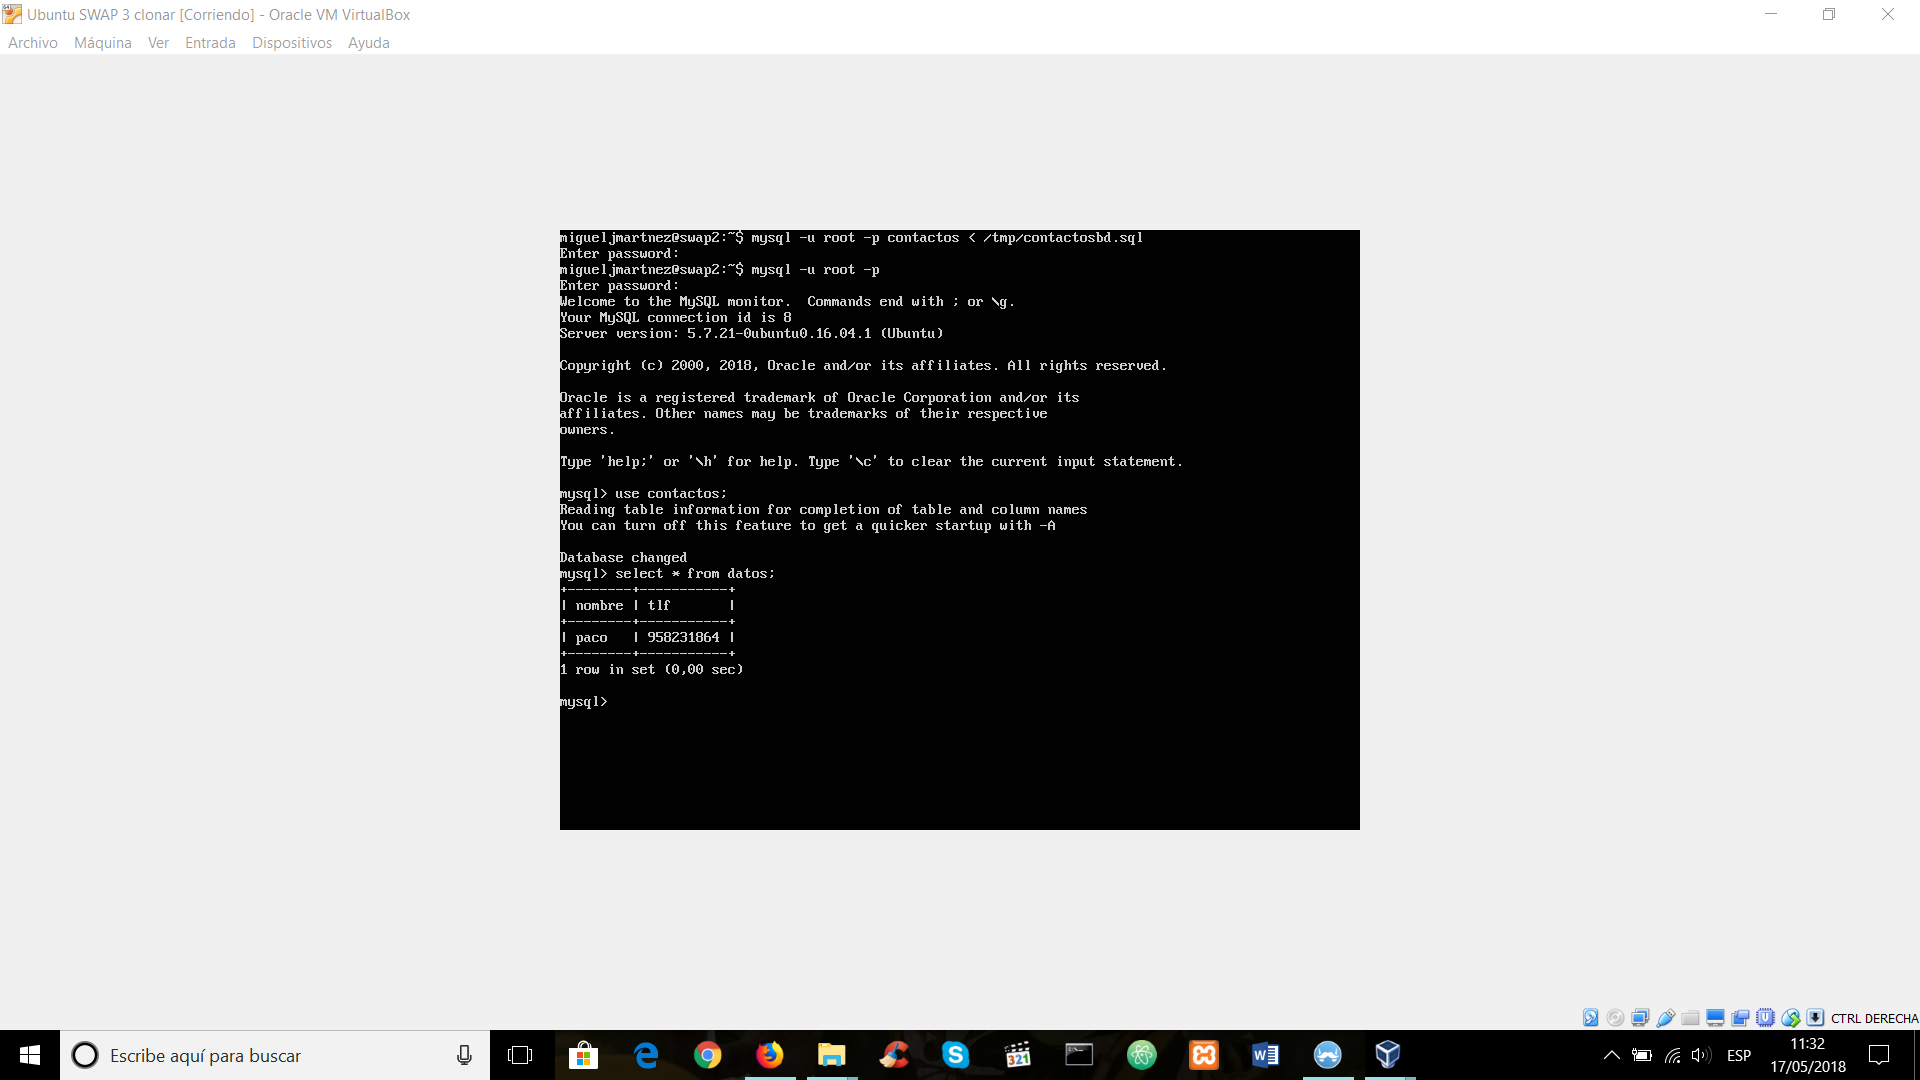 Ubuntu SWAP 3 clonar [Corriendo] - Oracle VM VirtualBox
Archivo Máquina Ver Entrada Dispositivos Ayuda
migueljmartnez@swap2:~$ mysql -u root -p contactos < /tmp/contactosbd.sql
Enter password:
migueljmartnez@swap2:~$ mysql -u root -p
Enter password:
Welcome to the MySQL monitor.  Commands end with ; or \g.
Your MySQL connection id is 8
Server version: 5.7.21-0ubuntu0.16.04.1 (Ubuntu)
Copyright (c) 2000, 2018, Oracle and/or its affiliates. All rights reserved.
Oracle is a registered trademark of Oracle Corporation and/or its
affiliates. Other names may be trademarks of their respective
owners.
Type 'help;' or '\h' for help. Type '\c' to clear the current input statement.
mysql> use contactos;
Reading table information for completion of table and column names
You can turn off this feature to get a quicker startup with -A
Database changed
mysql> select * from datos;
+--------+-----------+
| nombre | tlf       |
+--------+-----------+
| paco   | 958231864 |
+--------+-----------+
1 row in set (0,00 sec)
mysql>
CTRL DERECHA
Escribe aquí para buscar
321
ESP
11:32
17/05/2018